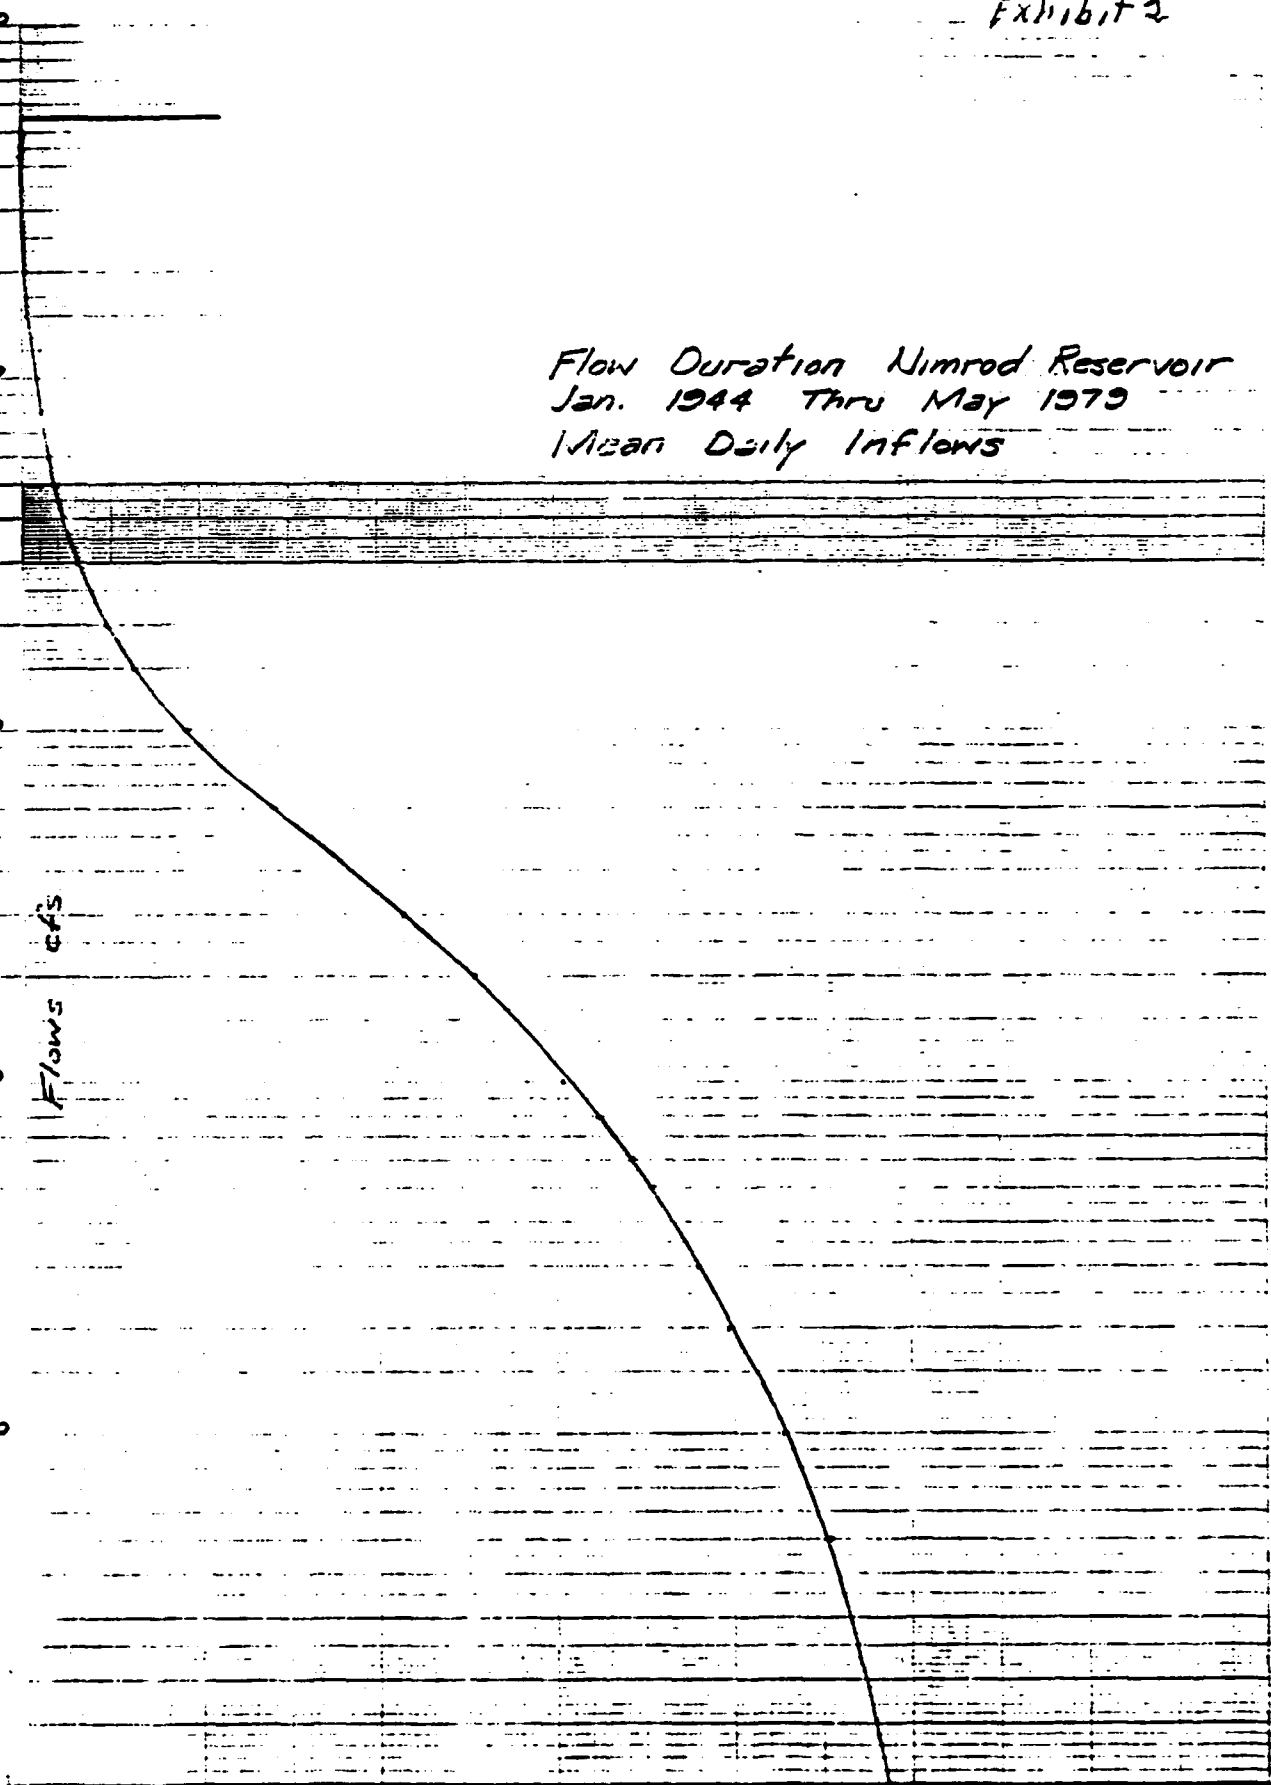 Exhibit 2
Flow Duration Nimrod Reservoir
Jan. 1944 Thru May 1979
Mean Daily Inflows
Flows cfs